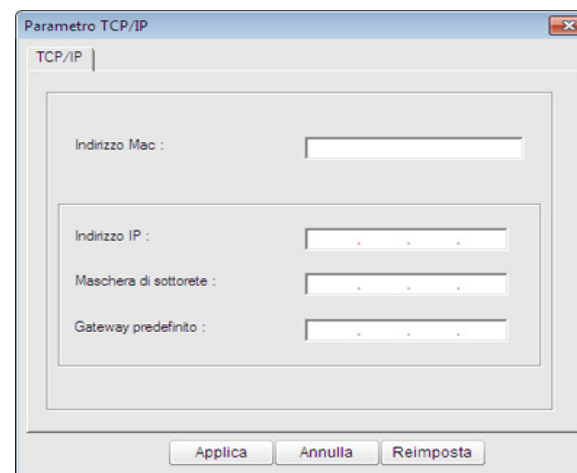 Parametro TCP/IP
TCP/IP
Indirizzo Mac :
Indirizzo IP :
. . .
Maschera di sottorete :
. . .
Gateway predefinito :
. . .
Applica Annulla Reimposta